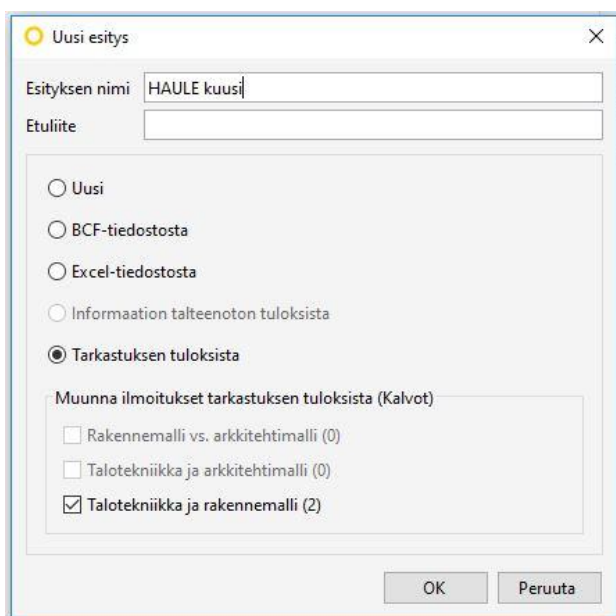 Uusi esitys
Esityksen nimi HAULE kuusi
Etuliite
Uusi
BCF-tiedostosta
Excel-tiedostosta
Informaation talteenoton tuloksista
Tarkastuksen tuloksista
Muunna ilmoitukset tarkastuksen tuloksista (Kalvot)
Rakennemalli vs. arkkitehtimalli (0)
Talotekniikka ja arkkitehtimalli (0)
Talotekniikka ja rakennemalli (2)
OK Peruuta